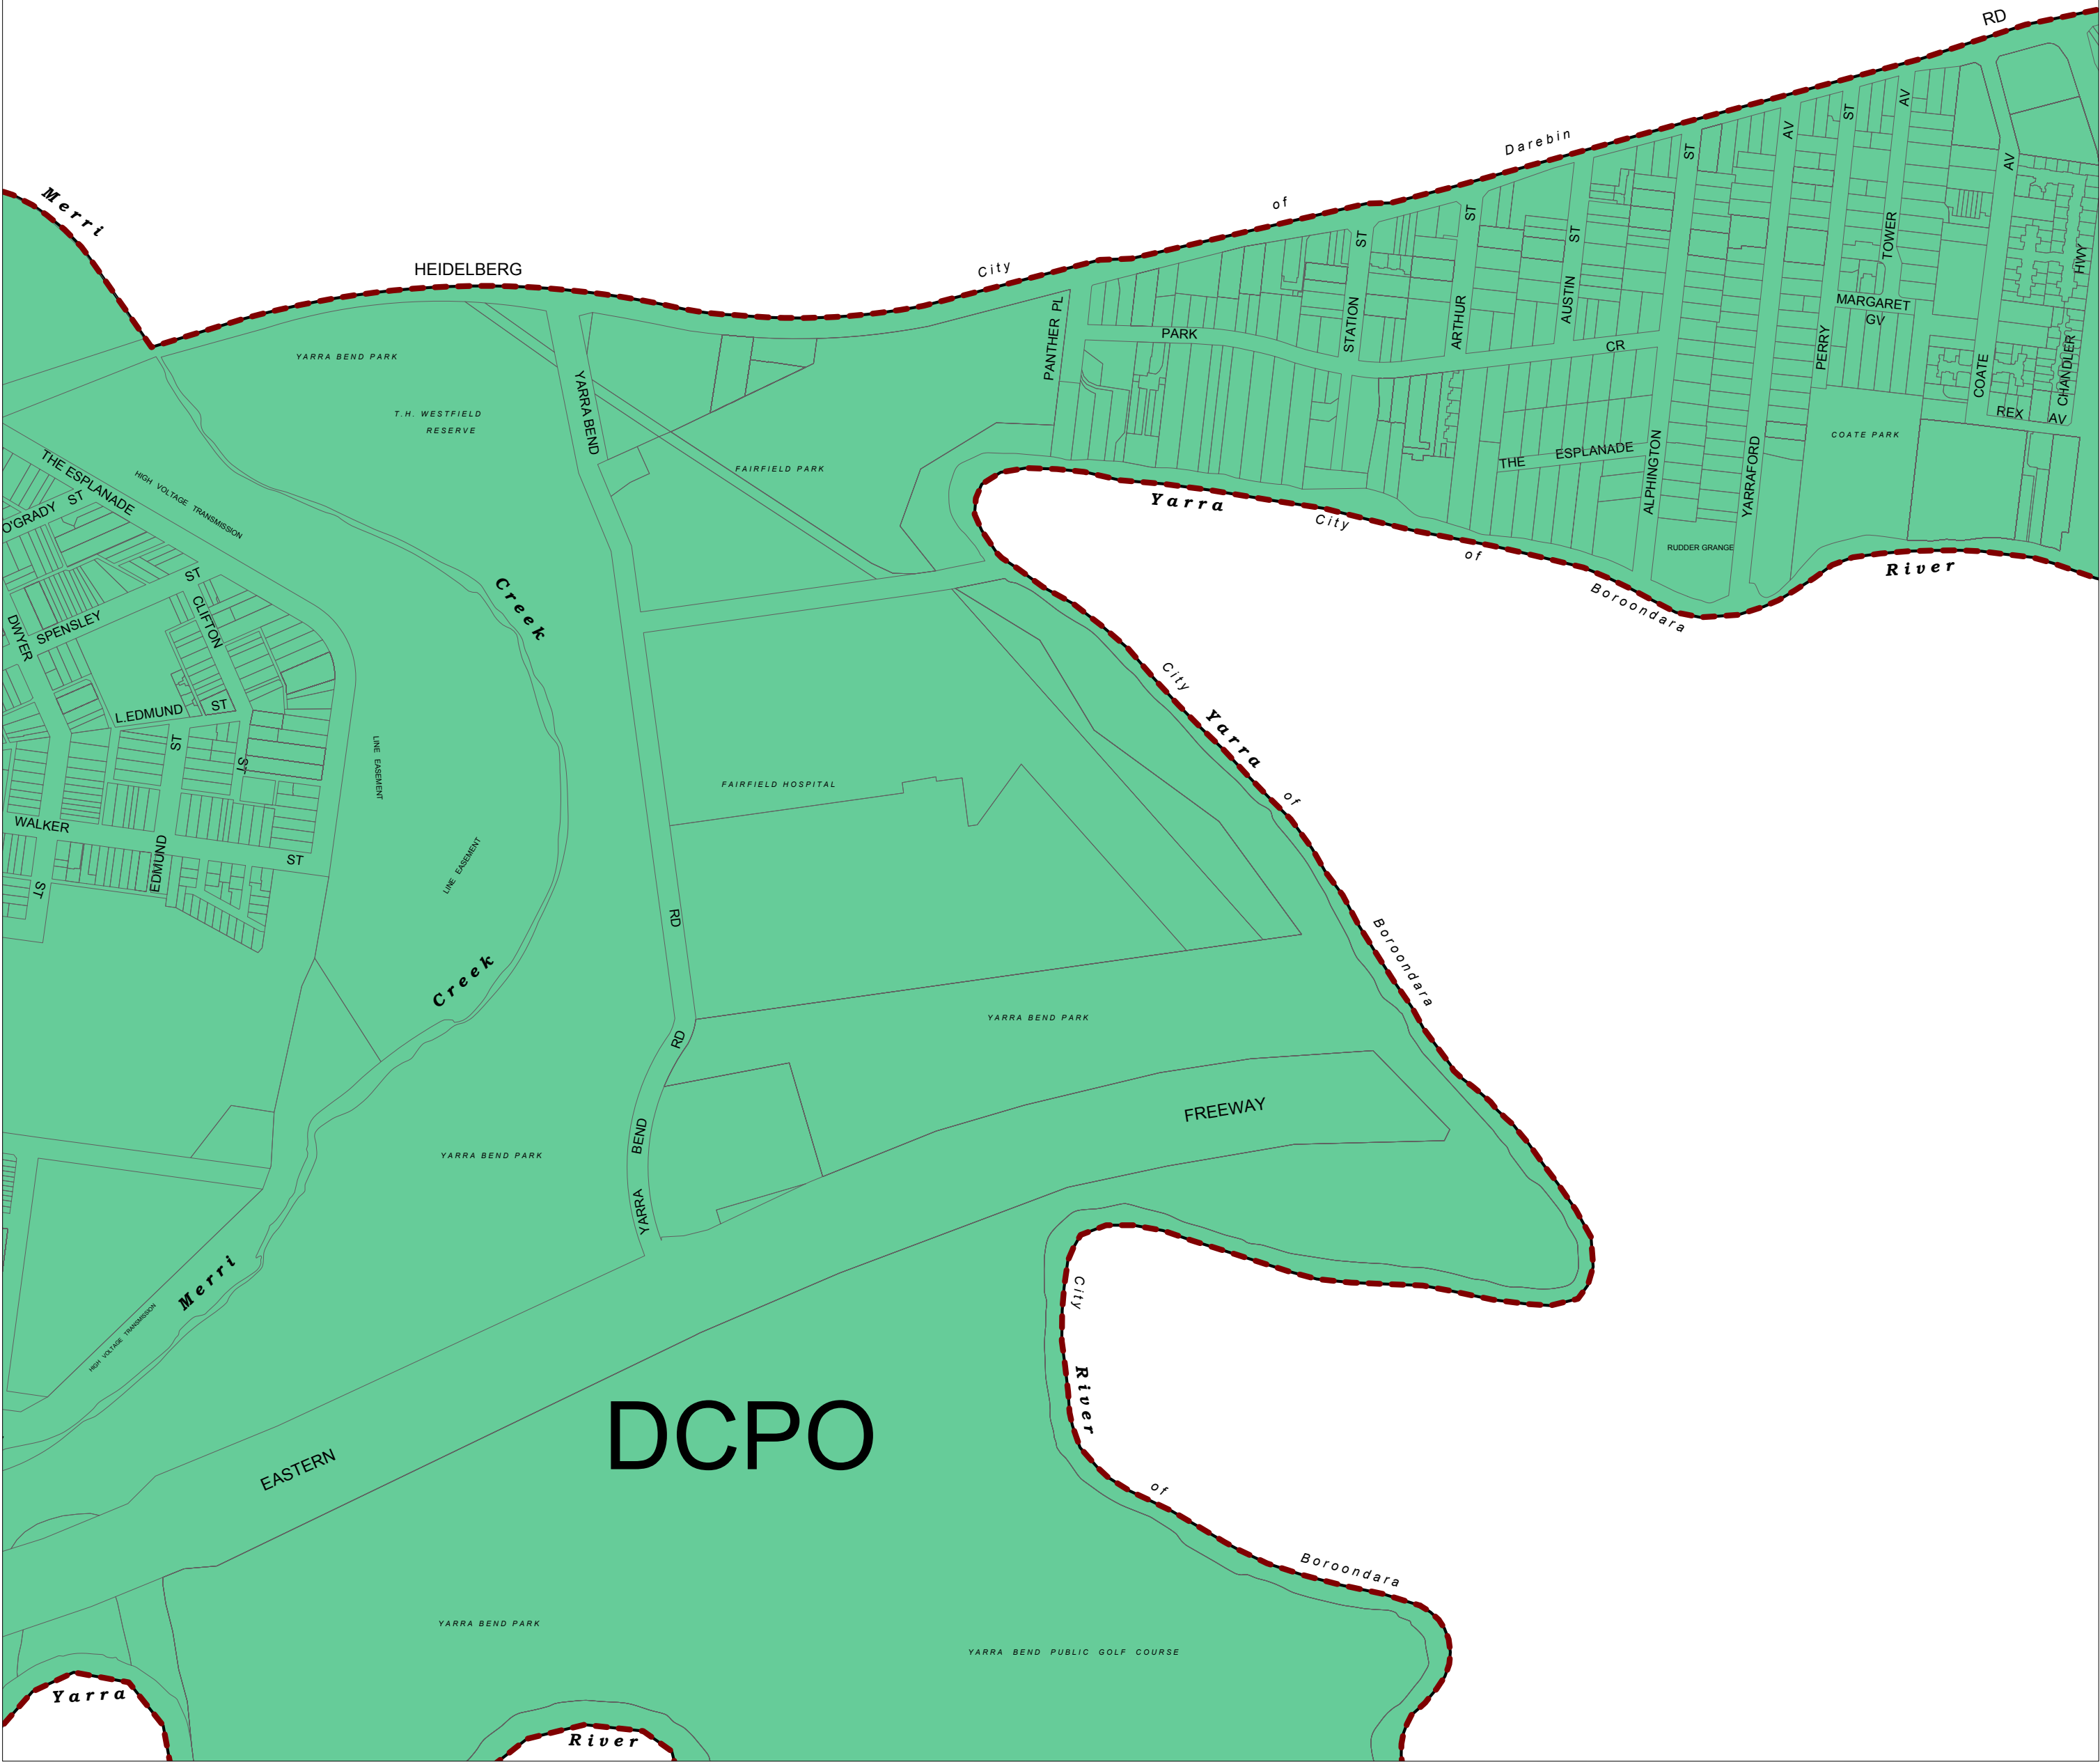 RD
Darebin
of
City
Merri
HEIDELBERG
YARRA BEND PARK
T.H. WESTFIELD
RESERVE
YARRA BEND
FAIRFIELD PARK
PANTHER PL
PARK
STATION
ST
ARTHUR
ST
AUSTIN
ST
CR
ST
ALPHINGTON
AV
YARRAFORD
ST
PERRY
AV
TOWER
MARGARET
GV
AV
COATE
HWY
CHANDLER
REX AV
COATE PARK
THE ESPLANADE
RUDDER GRANGE
Yarra
City
of
Boroondara
River
THE ESPLANADE
HIGH VOLTAGE TRANSMISSION
O'GRADY ST
ST
SPENSLEY
DWYER
CLIFTON
L.EDMUND ST
ST
ST
LINE EASEMENT
LINE EASEMENT
WALKER
ST
EDMUND
ST
Creek
Creek
Merri
HIGH VOLTAGE TRANSMISSION
FAIRFIELD HOSPITAL
City
Yarra
of
Boroondara
RD
YARRA BEND PARK
RD
BEND
YARRA
YARRA BEND PARK
FREEWAY
EASTERN
DCPO
City
River
of
Boroondara
YARRA BEND PARK
YARRA BEND PUBLIC GOLF COURSE
Yarra
River